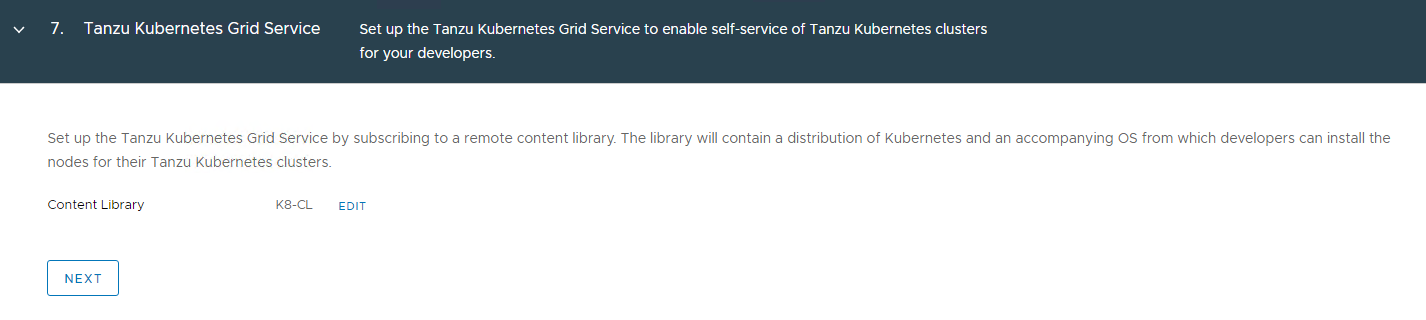 7. Tanzu Kubernetes Grid Service
Set up the Tanzu Kubernetes Grid Service to enable self-service of Tanzu Kubernetes clusters
for your developers.
Set up the Tanzu Kubernetes Grid Service by subscribing to a remote content library. The library will contain a distribution of Kubernetes and an accompanying OS from which developers can install the
nodes for their Tanzu Kubernetes clusters.
Content Library K8-CL EDIT
NEXT